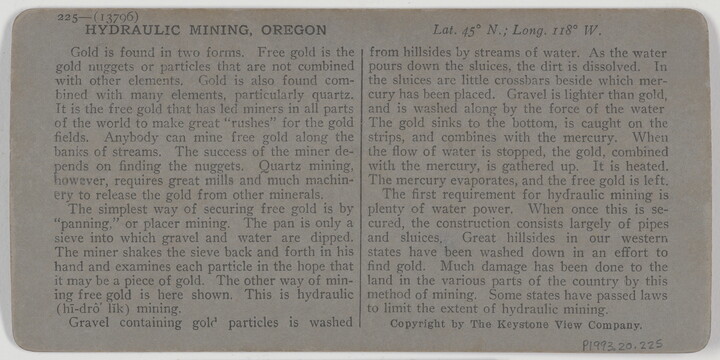 225—(13706)
HYDRAULIC MINING, OREGON
Lat. 45° N.; Long. 118° W.
Gold is found in two forms. Free gold is the
gold nuggets or particles that are not combined
with other elements. Gold is also found com-
bined with many elements, particularly quartz.
It is the free gold that has led miners in all parts
of the world to make great "rushes" for the gold
fields. Anybody can mine free gold along the
banks of streams. The success of the miner de-
pends on finding the nuggets. Quartz mining,
however, requires great mills and much machin-
ery to release the gold from other minerals.
The simplest way of securing free gold is by
"panning," or placer mining. The pan is only a
sieve into which gravel and water are dipped.
The miner shakes the sieve back and forth in his
hand and examines each particle in the hope that
it may be a piece of gold. The other way of min-
ing free gold is here shown. This is hydraulic
(hī-drô′ lĭk) mining.
Gravel containing gold particles is washed
from hillsides by streams of water. As the water
pours down the sluices, the dirt is dissolved. In
the sluices are little crossbars beside which mer-
cury has been placed. Gravel is lighter than gold,
and is washed along by the force of the water
The gold sinks to the bottom, is caught on the
strips, and combines with the mercury. When
the flow of water is stopped, the gold, combined
with the mercury, is gathered up. It is heated.
The mercury evaporates, and the free gold is left.
The first requirement for hydraulic mining is
plenty of water power. When once this is se-
cured, the construction consists largely of pipes
and sluices. Great hillsides in our western
states have been washed down in an effort to
find gold. Much damage has been done to the
land in the various parts of the country by this
method of mining. Some states have passed laws
to limit the extent of hydraulic mining.
Copyright by The Keystone View Company.
P1993.20.225